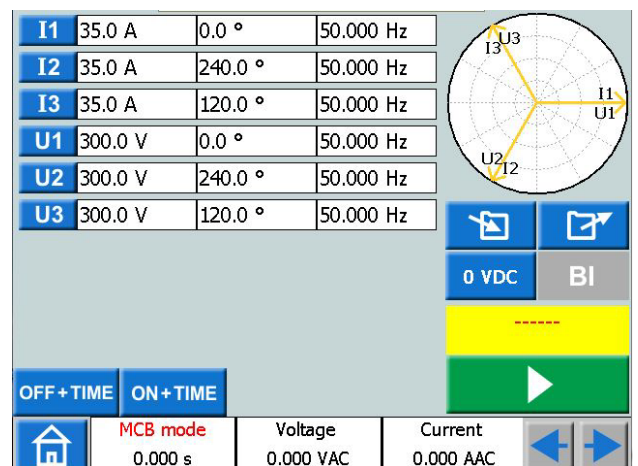 I1 35.0 A 0.0 ° 50.000 Hz
I2 35.0 A 240.0 ° 50.000 Hz
I3 35.0 A 120.0 ° 50.000 Hz
U1 300.0 V 0.0 ° 50.000 Hz
U2 300.0 V 240.0 ° 50.000 Hz
U3 300.0 V 120.0 ° 50.000 Hz
U3
I3
I1
U1
U2
I2
0 VDC BI
------
OFF+TIME ON+TIME
MCB mode Voltage Current
0.000 s 0.000 VAC 0.000 AAC